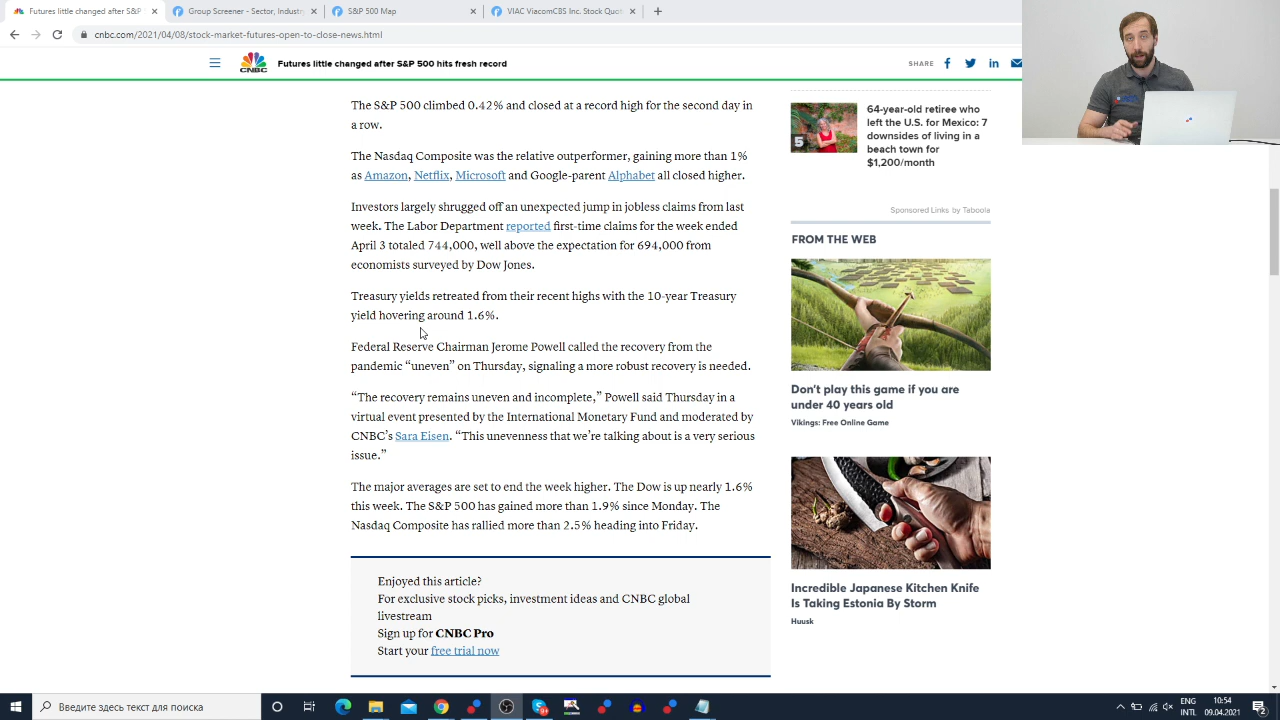 Futures little changed after S&P
Group Screener - Finviz
S&P 500 Map
VIAC ViacomCBS Inc. Stock Quot
cnbc.com/2021/04/08/stock-market-futures-open-to-close-news.html
CNBC
Futures little changed after S&P 500 hits fresh record
SHARE
The S&P 500 climbed 0.42% and closed at a record high for the second day in
a row.
The Nasdaq Composite was the relative outperformer, gaining more than 1%
as Amazon, Netflix, Microsoft and Google-parent Alphabet all closed higher.
Investors largely shrugged off an unexpected jump in jobless claims from last
week. The Labor Department reported first-time claims for the week ended
April 3 totaled 744,000, well above the expectation for 694,000 from
economists surveyed by Dow Jones.
Treasury yields retreated from their recent highs with the 10-year Treasury
yield hovering around 1.6%.
Federal Reserve Chairman Jerome Powell called the recovery from the
pandemic “uneven” on Thursday, signaling a more robust recovery is needed.
“The recovery remains uneven and incomplete,” Powell said Thursday in a
virtual event presented by the International Monetary Fund and moderated by
CNBC’s Sara Eisen. “This unevenness that we’re talking about is a very serious
issue.”
The major averages are set to end the week higher. The Dow is up nearly 1.6%
this week. The S&P 500 has gained more than 1.9% since Monday. The
Nasdaq Composite has rallied more than 2.5% heading into Friday.
Enjoyed this article?
For exclusive stock picks, investment ideas and CNBC global
livestream
Sign up for CNBC Pro
Start your free trial now
5
64-year-old retiree who
left the U.S. for Mexico: 7
downsides of living in a
beach town for
$1,200/month
Sponsored Links by Taboola
FROM THE WEB
Don’t play this game if you are
under 40 years old
Vikings: Free Online Game
Incredible Japanese Kitchen Knife
Is Taking Estonia By Storm
Huusk
Введите здесь текст для поиска
ENG
INTL
10:54
09.04.2021